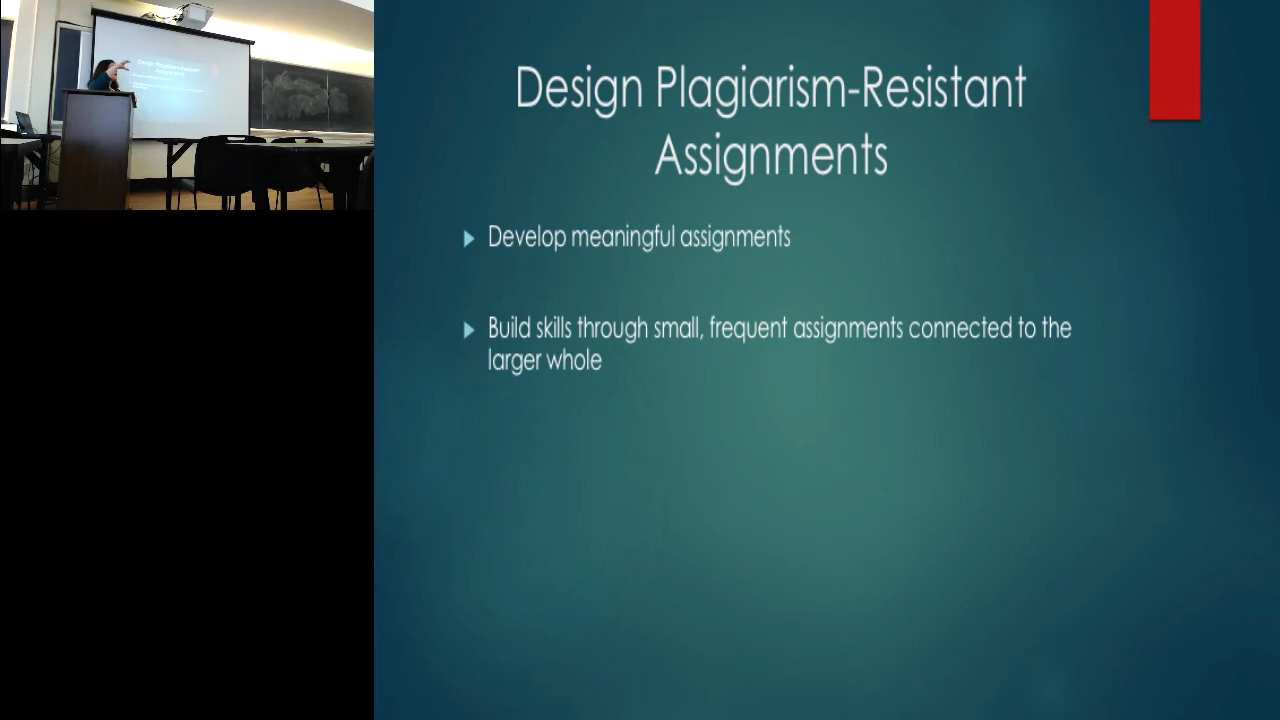 Design Plagiarism-Resistant
Assignments
Develop meaningful assignments
Build skills through small, frequent assignments connected to the
larger whole